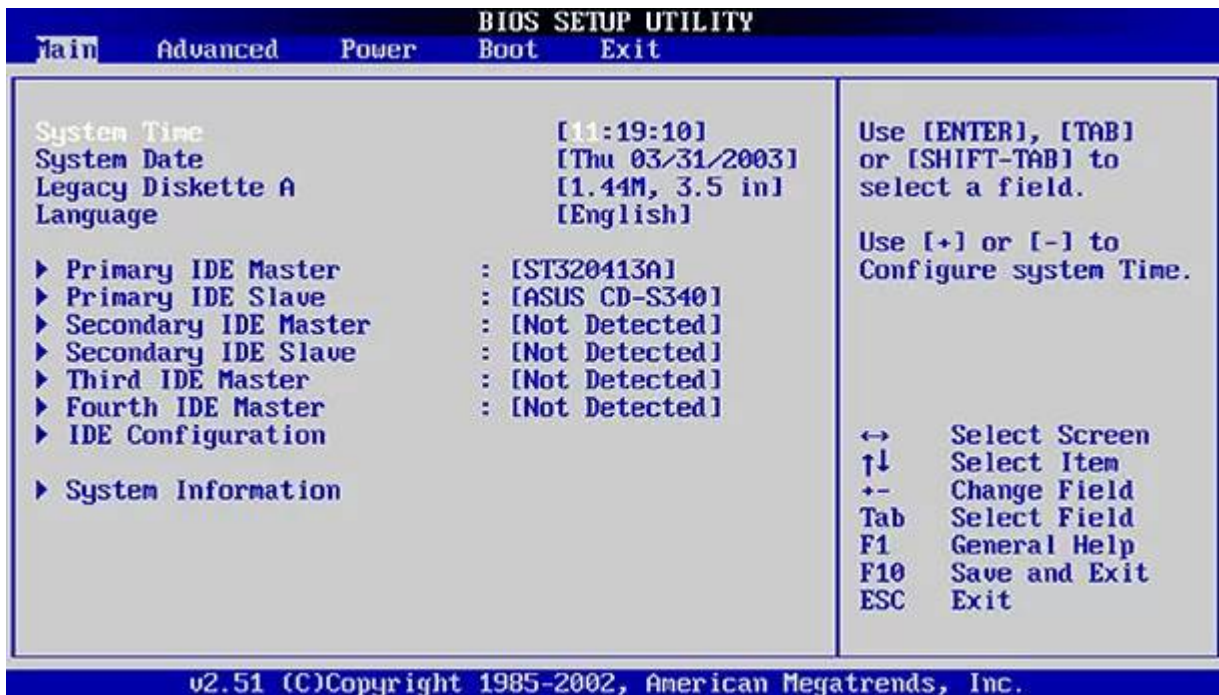 BIOS SETUP UTILITY
Main Advanced Power Boot Exit
System Time [11:19:10]
System Date [Thu 03/31/2003]
Legacy Diskette A [1.44M, 3.5 in]
Language [English]
▶ Primary IDE Master : [ST320413A]
▶ Primary IDE Slave : [ASUS CD-S340]
▶ Secondary IDE Master : [Not Detected]
▶ Secondary IDE Slave : [Not Detected]
▶ Third IDE Master : [Not Detected]
▶ Fourth IDE Master : [Not Detected]
▶ IDE Configuration
▶ System Information
Use [ENTER], [TAB]
or [SHIFT-TAB] to
select a field.
Use [+] or [-] to
Configure system Time.
↔ Select Screen
↑↓ Select Item
+- Change Field
Tab Select Field
F1 General Help
F10 Save and Exit
ESC Exit
v2.51 (C)Copyright 1985-2002, American Megatrends, Inc.